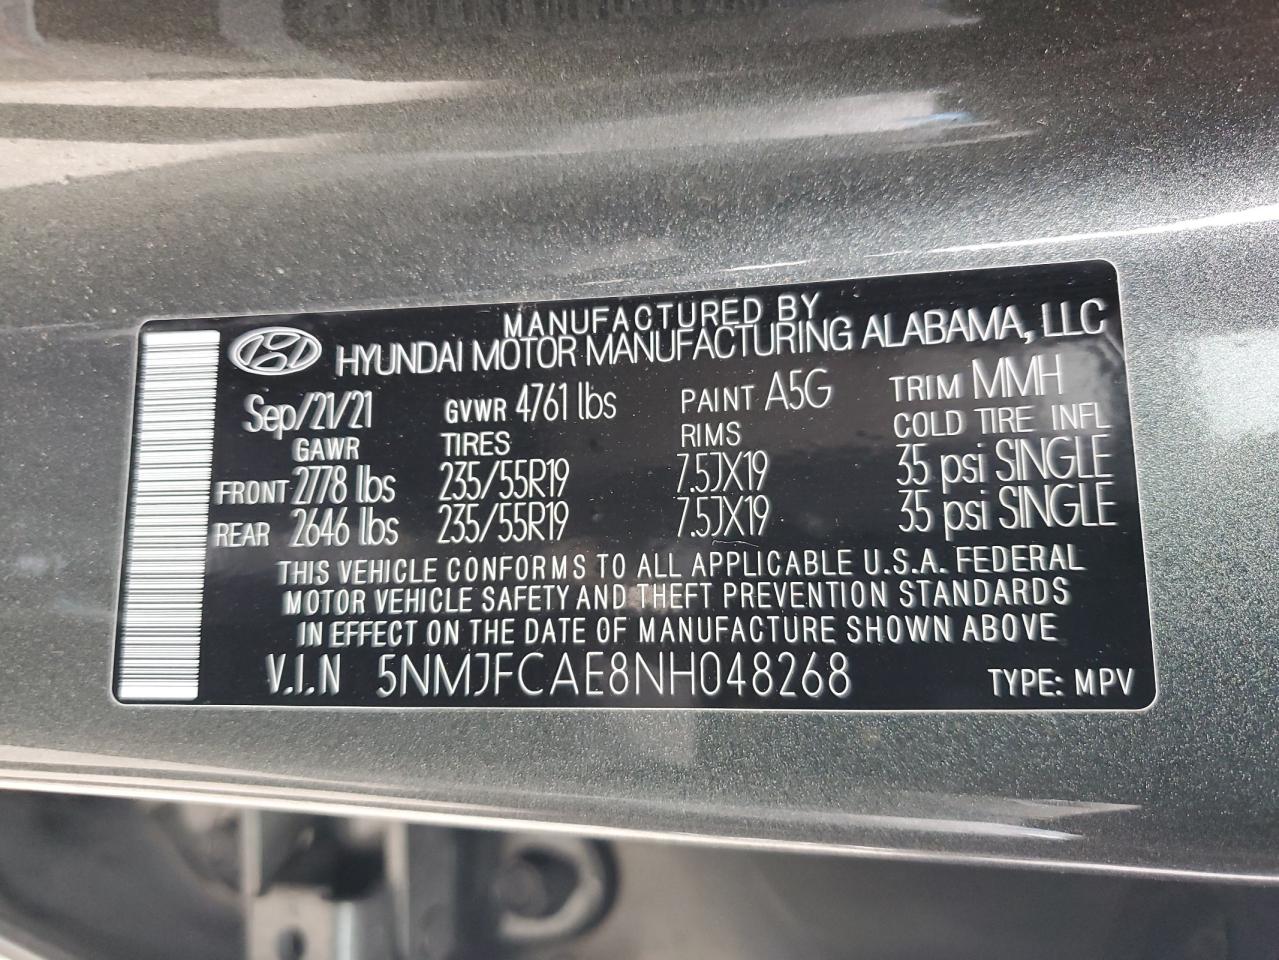 MANUFACTURED BY
HYUNDAI MOTOR MANUFACTURING ALABAMA, LLC
Sep/21/21 GVWR 4761 lbs PAINT A5G TRIM MMH
GAWR TIRES RIMS COLD TIRE INFL
FRONT 2778 lbs 235/55R19 7.5JX19 35 psi SINGLE
REAR 2646 lbs 235/55R19 7.5JX19 35 psi SINGLE
THIS VEHICLE CONFORMS TO ALL APPLICABLE U.S.A. FEDERAL
MOTOR VEHICLE SAFETY AND THEFT PREVENTION STANDARDS
IN EFFECT ON THE DATE OF MANUFACTURE SHOWN ABOVE
V.I.N 5NMJFCAE8NH048268 TYPE: MPV